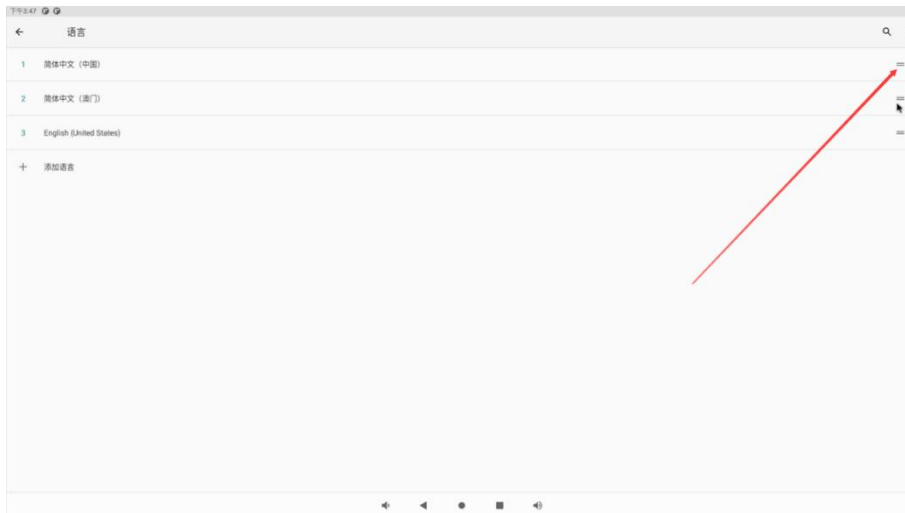 下午3:47
语言
1 简体中文（中国）
2 简体中文（澳门）
3 English (United States)
+ 添加语言